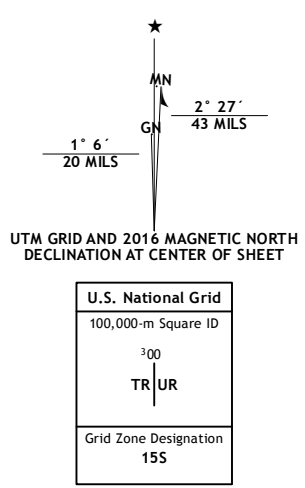 ★
MN
2° 27´
43 MILS
GN
1° 6´
20 MILS
UTM GRID AND 2016 MAGNETIC NORTH
DECLINATION AT CENTER OF SHEET
U.S. National Grid
100,000-m Square ID
³00
TR UR
Grid Zone Designation
15S